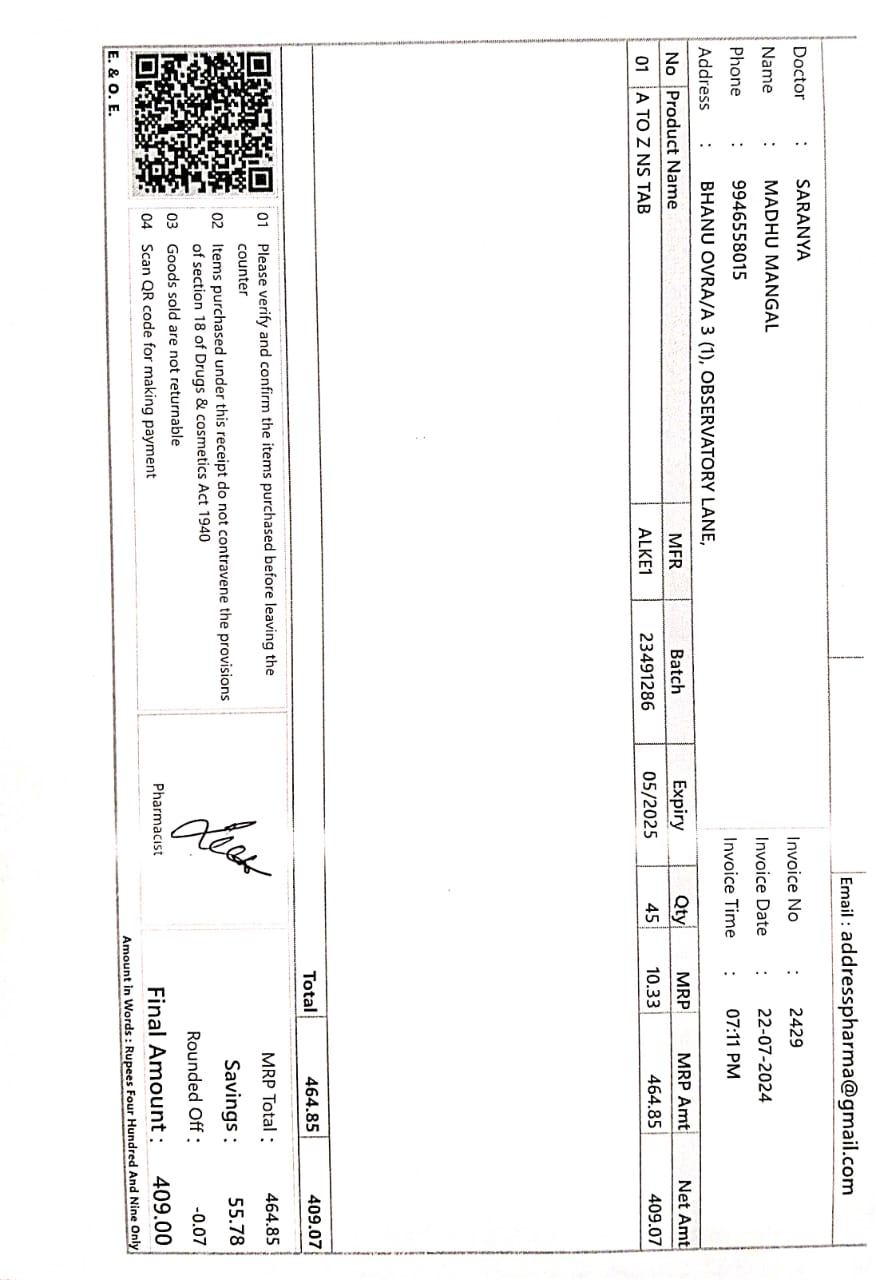 Email : addresspharma@gmail.com
Doctor : SARANYA
Name : MADHU MANGAL
Phone : 9946558015
Address : BHANU OVRA/A 3 (1), OBSERVATORY LANE,
Invoice No : 2429
Invoice Date : 22-07-2024
Invoice Time : 07:11 PM
No Product Name MFR Batch Expiry Qty MRP MRP Amt Net Amt
01 A TO Z NS TAB ALKE1 23491286 05/2025 45 10.33 464.85 409.07
Total 464.85 409.07
01 Please verify and confirm the items purchased before leaving the
counter
02 Items purchased under this receipt do not contravene the provisions
of section 18 of Drugs & cosmetics Act 1940
03 Goods sold are not returnable
04 Scan QR code for making payment
Pharmacist
MRP Total : 464.85
Savings : 55.78
Rounded Off : -0.07
Final Amount : 409.00
Amount in Words : Rupees Four Hundred And Nine Only
E. & O. E.